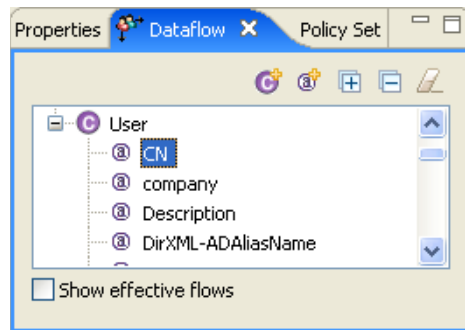 Properties Dataflow Policy Set
User
CN
company
Description
DirXML-ADAliasName
Show effective flows